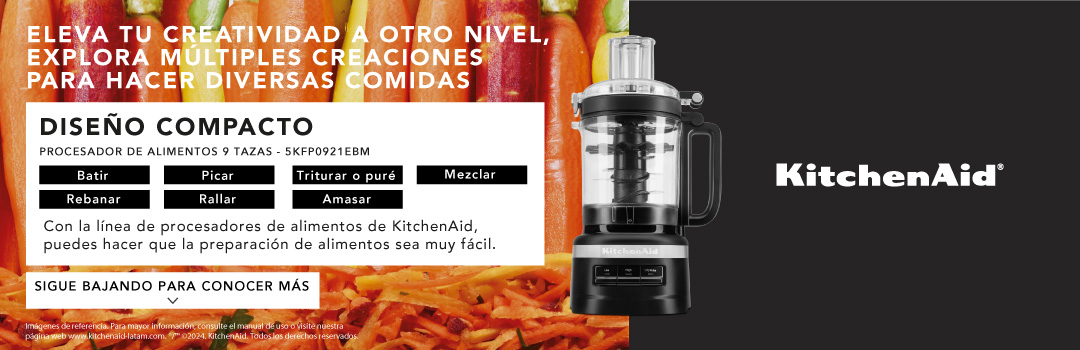 ELEVA TU CREATIVIDAD A OTRO NIVEL,
EXPLORA MÚLTIPLES CREACIONES
PARA HACER DIVERSAS COMIDAS
DISEÑO COMPACTO
PROCESADOR DE ALIMENTOS 9 TAZAS - 5KFP0921EBM
Batir
Picar
Triturar o puré
Mezclar
Rebanar
Rallar
Amasar
Con la línea de procesadores de alimentos de KitchenAid,
puedes hacer que la preparación de alimentos sea muy fácil.
SIGUE BAJANDO PARA CONOCER MÁS
Imágenes de referencia. Para mayor información, consulte el manual de uso o visite nuestra
página web www.kitchenaid-latam.com. ®/™ ©2024. KitchenAid. Todos los derechos reservados.
KitchenAid
KitchenAid®